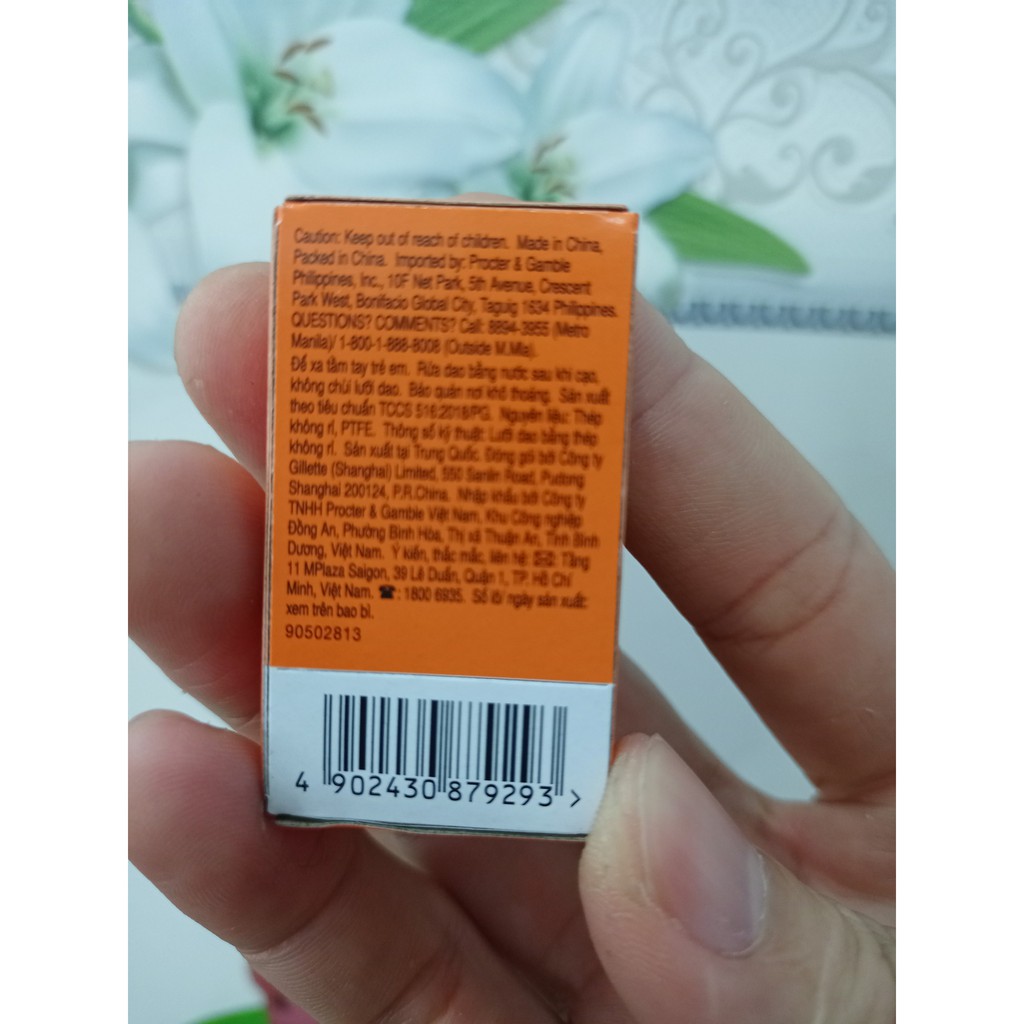 Caution: Keep out of reach of children. Made in China,
Packed in China. Imported by: Procter & Gamble
Philippines, Inc., 10F Net Park, 5th Avenue, Crescent
Park West, Bonifacio Global City, Taguig 1634 Philippines.
QUESTIONS? COMMENTS? Call: 8894-3955 (Metro
Manila)/ 1-800-1-888-8008 (Outside M.Mla).
Để xa tầm tay trẻ em. Rửa dao bằng nước sau khi cạo,
không chùi lưỡi dao. Bảo quản nơi khô thoáng. Sản xuất
theo tiêu chuẩn TCCS 516:2018/PG. Nguyên liệu: Thép
không rỉ, PTFE. Thông số kỹ thuật: Lưỡi dao bằng thép
không rỉ. Sản xuất tại Trung Quốc. Đóng gói bởi Công ty
Gillette (Shanghai) Limited, 550 Sanlin Road, Pudong
Shanghai 200124, P.R.China. Nhập khẩu bởi Công ty
TNHH Procter & Gamble Việt Nam, Khu Công nghiệp
Đồng An, Phường Bình Hòa, Thị xã Thuận An, Tỉnh Bình
Dương, Việt Nam. Ý kiến, thắc mắc, liên hệ: ✉: Tầng
11 MPlaza Saigon, 39 Lê Duẩn, Quận 1, TP. Hồ Chí
Minh, Việt Nam. ☎: 1800 6935. Số lô/ ngày sản xuất:
xem trên bao bì.
90502813
4 902430 879293 >